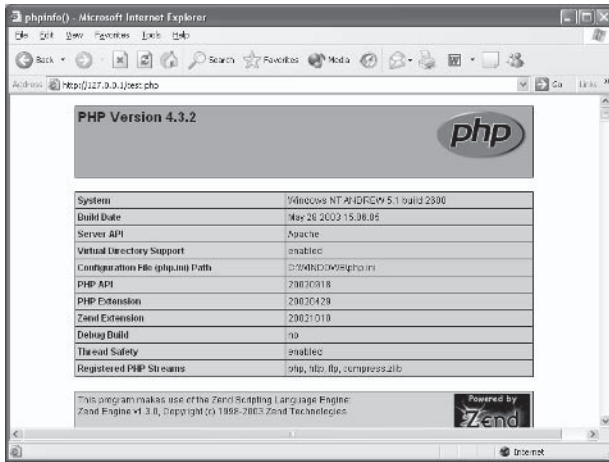 phpinfo() - Microsoft Internet Explorer
File Edit View Favorites Tools Help
Back Search Favorites Media
Address http://127.0.0.1/test.php Go Links »
PHP Version 4.3.2
php
System Windows NT ANDREW 5.1 build 2600
Build Date May 28 2003 15:06:05
Server API Apache
Virtual Directory Support enabled
Configuration File (php.ini) Path C:\WINDOWS\php.ini
PHP API 20020918
PHP Extension 20020429
Zend Extension 20021010
Debug Build no
Thread Safety enabled
Registered PHP Streams php, http, ftp, compress.zlib
This program makes use of the Zend Scripting Language Engine:
Zend Engine v1.3.0, Copyright (c) 1998-2003 Zend Technologies
Powered by
Zend
Internet